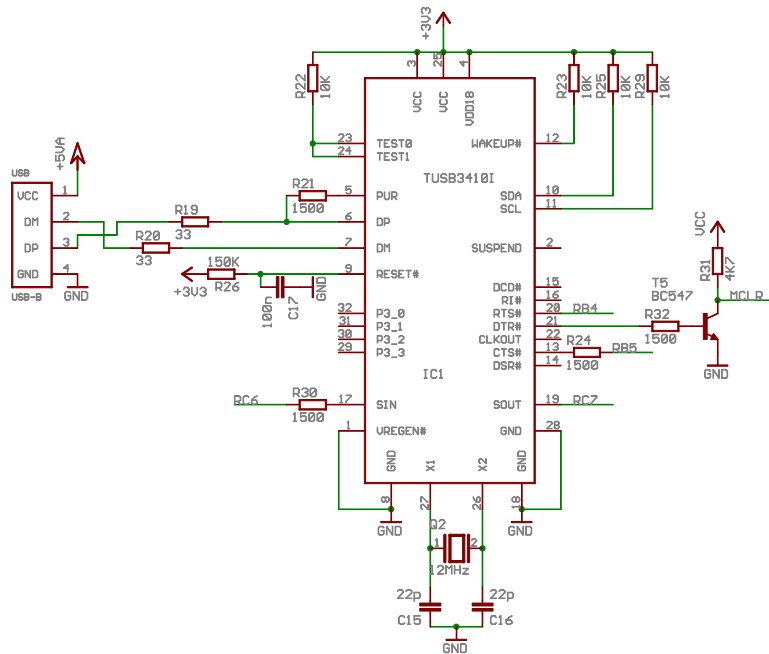 +3V3
3
25
4
R22
10K
R23
10K
R25
10K
R29
10K
VCC
VCC
VDD18
+5VA
23
TEST0
WAKEUP#
12
24
TEST1
USB
TUSB3410I
R21
VCC
1
5
PUR
SDA
10
1500
R19
SCL
11
DM
2
6
DP
33
VCC
R20
DP
3
7
DM
SUSPEND
2
33
150K
R31
4K7
GND
4
9
RESET#
T5
+3V3
R26
GND
DCD#
15
BC547
USB-B
GND
100n
C17
RI#
16
MCLR
32
P3_0
RTS#
20
RB4
R32
31
P3_1
DTR#
21
30
P3_2
CLKOUT
22
R24
1500
29
P3_3
CTS#
13
RB5
DSR#
14
1500
GND
IC1
R30
RC6
17
SIN
SOUT
19
RC7
1500
1
VREGEN#
GND
28
GND
X1
X2
GND
8
27
26
18
GND
Q2
GND
1
2
12MHz
22p
22p
C15
C16
GND